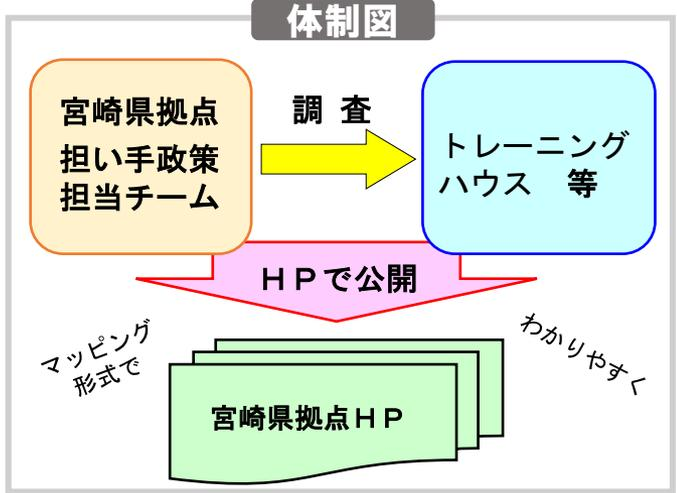 体制図
宮崎県拠点
担い手政策
担当チーム
調 査
トレーニング
ハウス　等
ＨＰで公開
マッピング
形式で
わかりやすく
宮崎県拠点ＨＰ